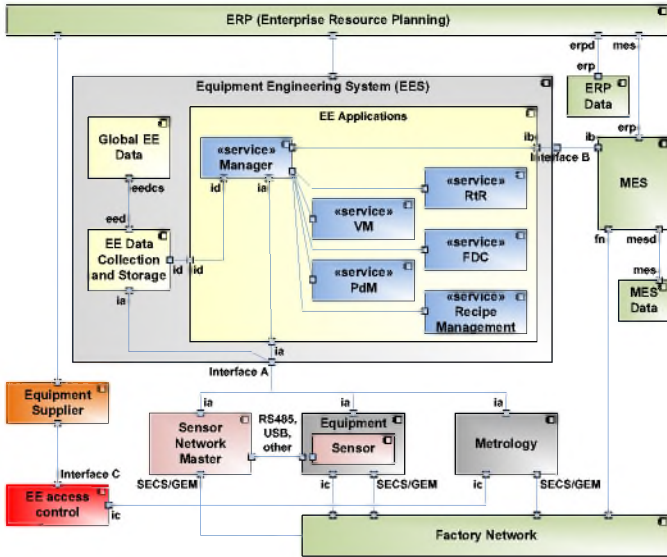 ERP (Enterprise Resource Planning)
erpd
mes
erp
ERP
Data
Equipment Engineering System (EES)
EE Applications
Global EE
Data
«service»
Manager
ib
Interface B
ib
erp
MES
eedcs
id
ia
«service»
RtR
«service»
VM
eed
fn
mesd
EE Data
Collection
and Storage
id
id
«service»
FDC
«service»
PdM
mes
MES
Data
ia
«service»
Recipe
Management
ia
Interface A
Equipment
Supplier
ia
RS485,
USB,
other
ia
ia
Sensor
Network
Master
Equipment
Sensor
Metrology
Interface C
SECS/GEM
ic
SECS/GEM
ic
SECS/GEM
EE access
control
ic
Factory Network